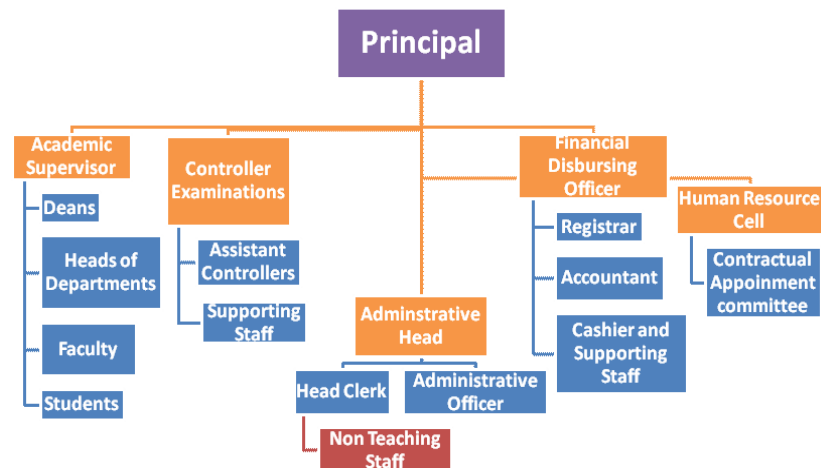 Principal
Academic
Supervisor
Deans
Heads of
Departments
Faculty
Students
Controller
Examinations
Assistant
Controllers
Supporting
Staff
Adminstrative
Head
Head Clerk
Non Teaching
Staff
Administrative
Officer
Financial
Disbursing
Officer
Registrar
Accountant
Cashier and
Supporting
Staff
Human Resource
Cell
Contractual
Appoinment
committee